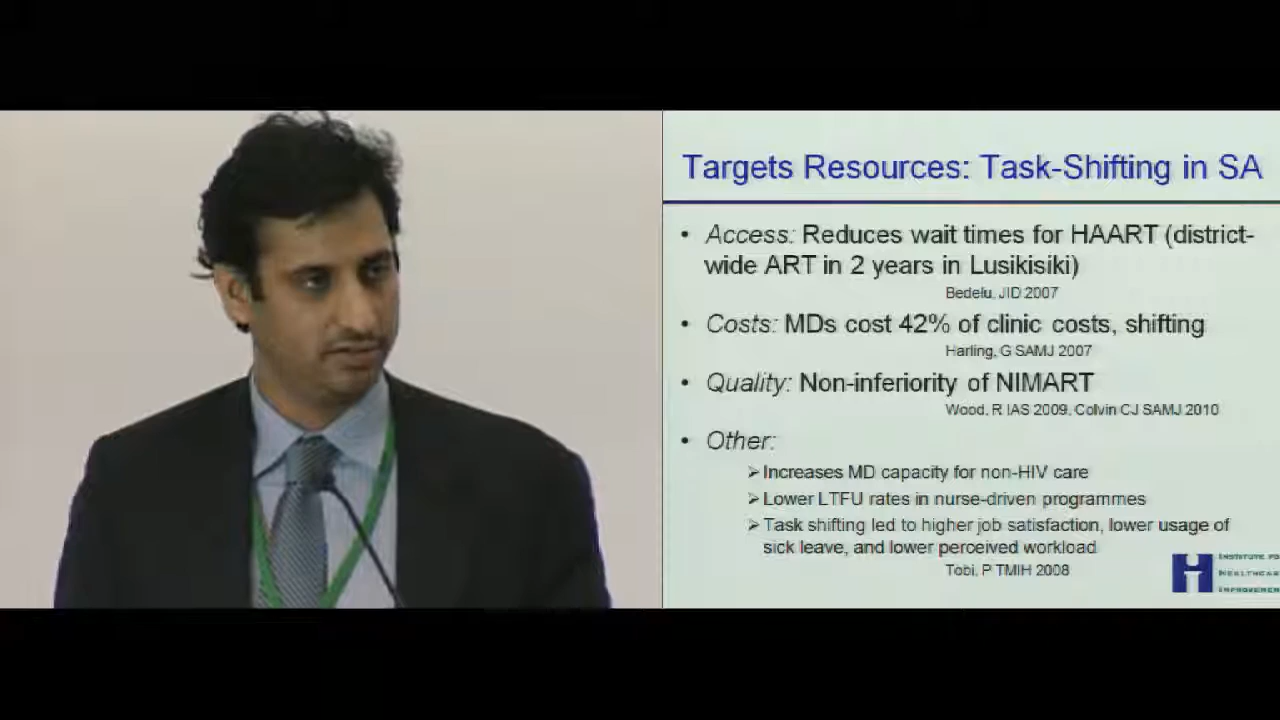 Targets Resources: Task-Shifting in SA
• Access: Reduces wait times for HAART (district-
wide ART in 2 years in Lusikisiki)
Bedelu, JID 2007
• Costs: MDs cost 42% of clinic costs, shifting
Harling, G SAMJ 2007
• Quality: Non-inferiority of NIMART
Wood, R IAS 2009, Colvin CJ SAMJ 2010
• Other:
➢Increases MD capacity for non-HIV care
➢Lower LTFU rates in nurse-driven programmes
➢Task shifting led to higher job satisfaction, lower usage of
sick leave, and lower perceived workload
Tobi, P TMIH 2008
INSTITUTE FO
HEALTHCAR
IMPROVEMEN